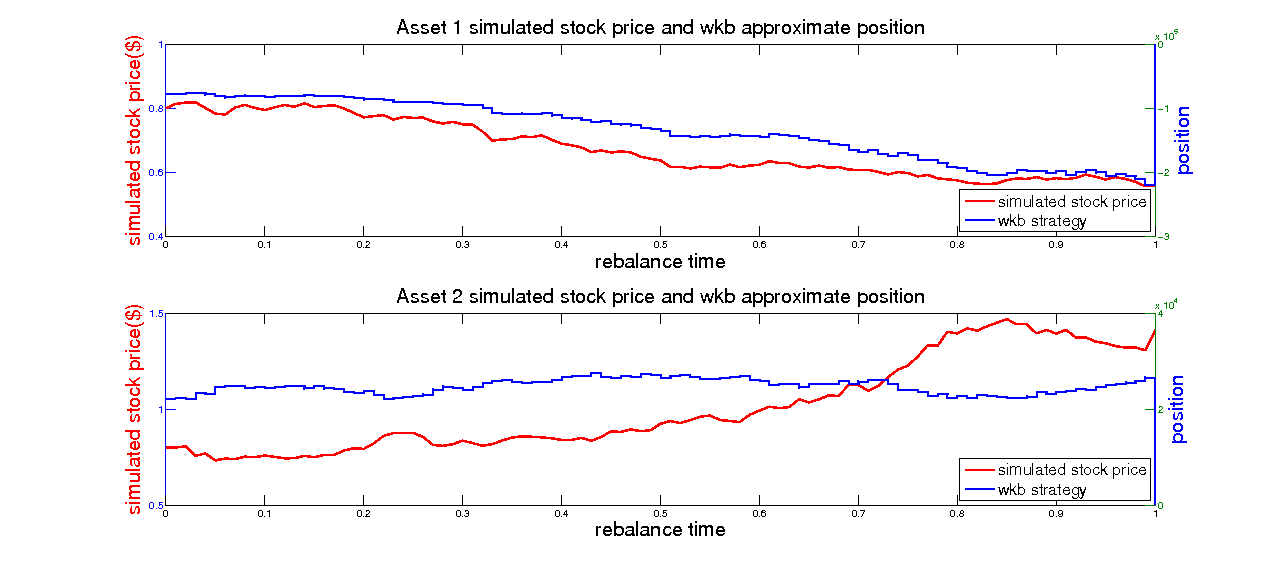 Asset 1 simulated stock price and wkb approximate position
simulated stock price($)
1
0.8
0.6
0.4
0
0.1
0.2
0.3
0.4
0.5
0.6
0.7
0.8
0.9
1
rebalance time
x 10^5
0
-1
-2
-3
position
simulated stock price
wkb strategy
Asset 2 simulated stock price and wkb approximate position
simulated stock price($)
1.5
1
0.5
0
0.1
0.2
0.3
0.4
0.5
0.6
0.7
0.8
0.9
1
rebalance time
x 10^4
4
2
0
position
simulated stock price
wkb strategy